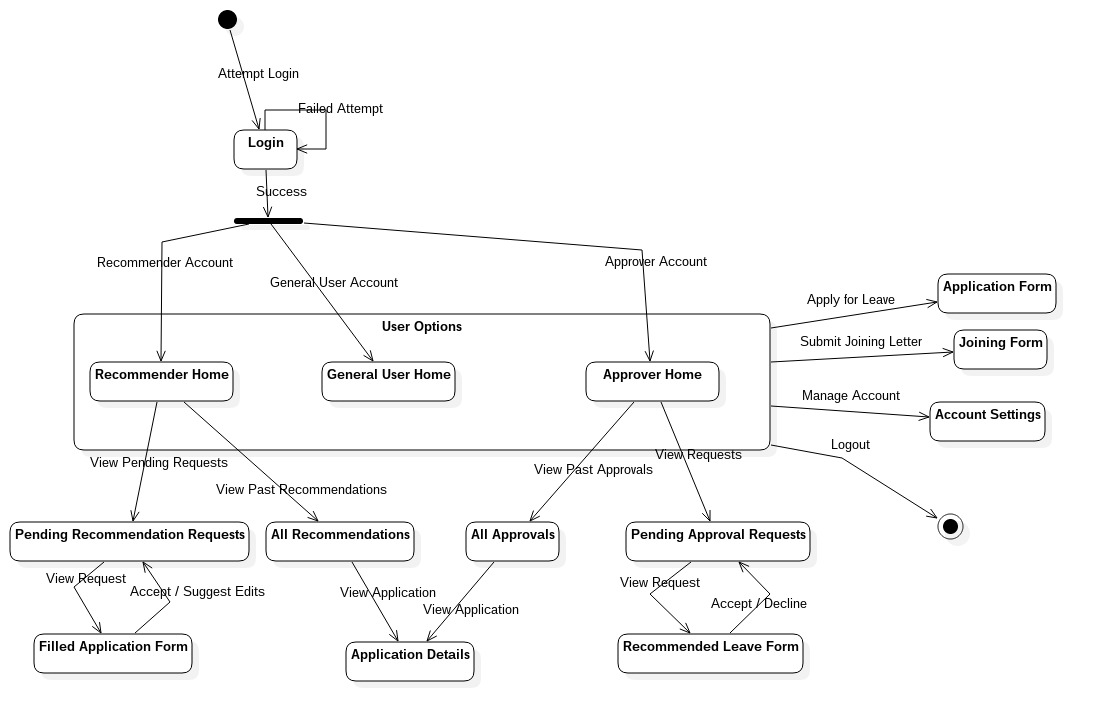 Attempt Login
Failed Attempt
Login
Success
Recommender Account
General User Account
Approver Account
User Options
Recommender Home
General User Home
Approver Home
Apply for Leave
Application Form
Submit Joining Letter
Joining Form
Manage Account
Account Settings
Logout
View Pending Requests
View Past Recommendations
View Past Approvals
View Requests
Pending Recommendation Requests
All Recommendations
All Approvals
Pending Approval Requests
View Request
Accept / Suggest Edits
View Application
View Application
View Request
Accept / Decline
Filled Application Form
Application Details
Recommended Leave Form